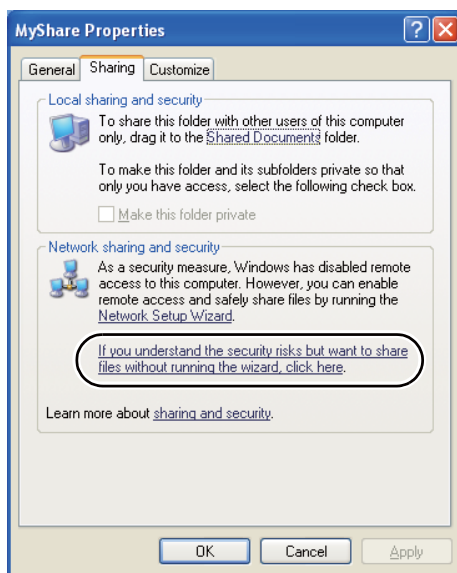 MyShare Properties
General
Sharing
Customize
Local sharing and security
To share this folder with other users of this computer
only, drag it to the Shared Documents folder.
To make this folder and its subfolders private so that
only you have access, select the following check box.
Make this folder private
Network sharing and security
As a security measure, Windows has disabled remote
access to this computer. However, you can enable
remote access and safely share files by running the
Network Setup Wizard.
If you understand the security risks but want to share
files without running the wizard, click here.
Learn more about sharing and security.
OK
Cancel
Apply